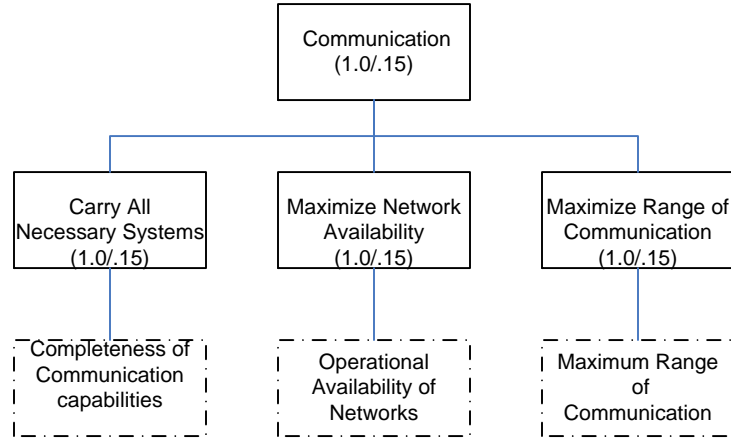 Communication
(1.0/.15)
Carry All
Necessary Systems
(1.0/.15)
Maximize Network
Availability
(1.0/.15)
Maximize Range of
Communication
(1.0/.15)
Completeness of
Communication
capabilities
Operational
Availability of
Networks
Maximum Range
of
Communication